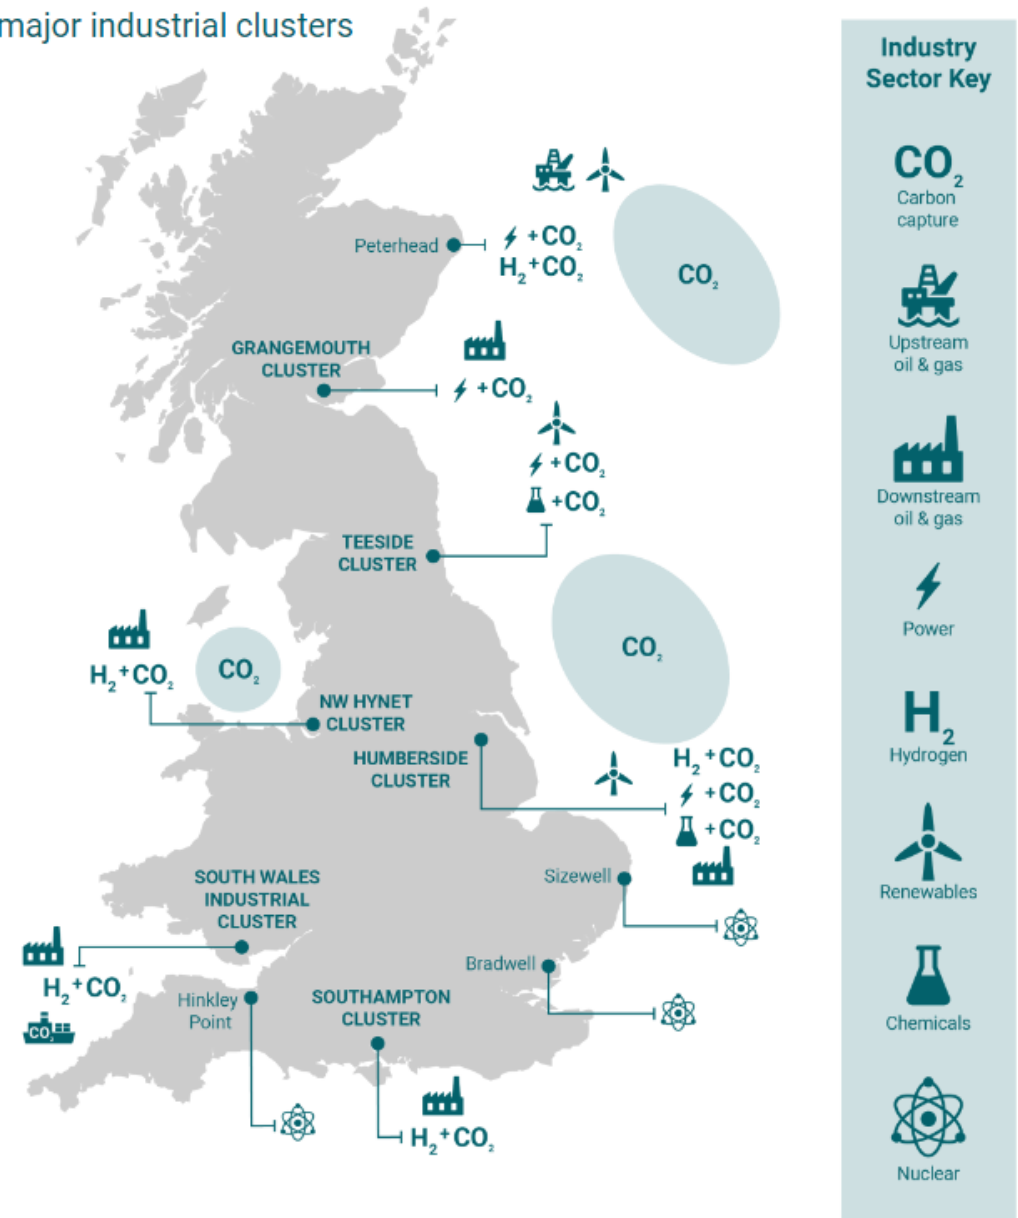 major industrial clusters
Peterhead
+CO₂
H₂+CO₂
CO₂
GRANGEMOUTH
CLUSTER
+CO₂
+CO₂
+CO₂
TEESIDE
CLUSTER
CO₂
H₂+CO₂
CO₂
NW HYNET
CLUSTER
HUMBERSIDE
CLUSTER
H₂+CO₂
+CO₂
+CO₂
Sizewell
SOUTH WALES
INDUSTRIAL
CLUSTER
H₂+CO₂
CO₂
Bradwell
Hinkley
Point
SOUTHAMPTON
CLUSTER
H₂+CO₂
Industry
Sector Key
CO₂
Carbon
capture
Upstream
oil & gas
Downstream
oil & gas
Power
H₂
Hydrogen
Renewables
Chemicals
Nuclear